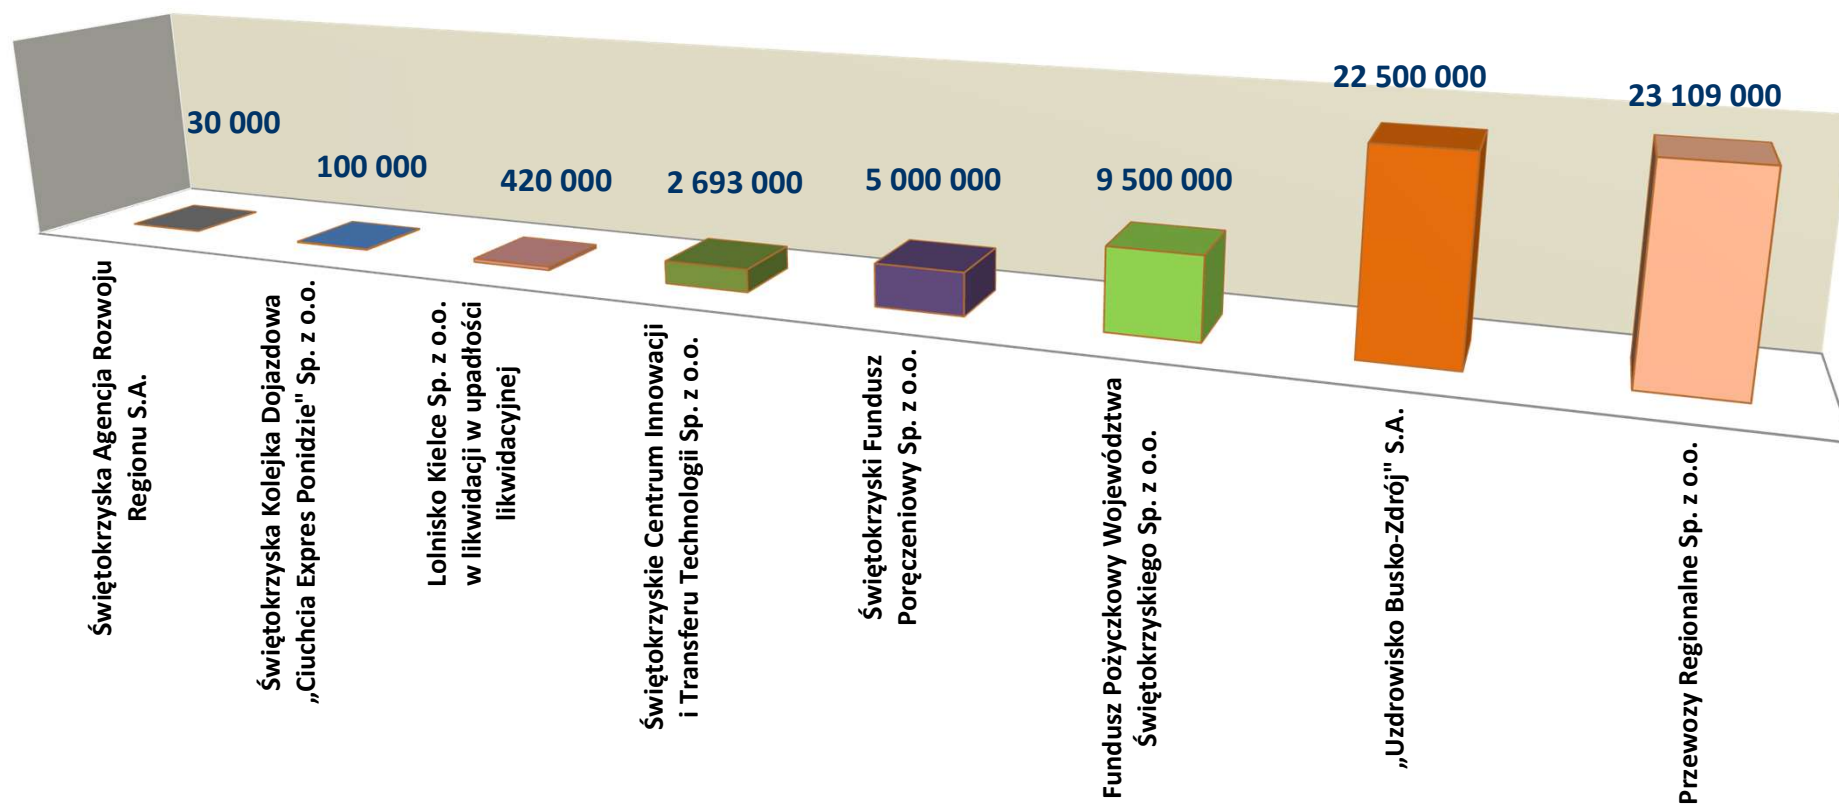 30 000
100 000
420 000
2 693 000
5 000 000
9 500 000
22 500 000
23 109 000
Świętokrzyska Agencja Rozwoju
Regionu S.A.
Świętokrzyska Kolejka Dojazdowa
„Ciuchcia Expres Ponidzie" Sp. z o.o.
Lolnisko Kielce Sp. z o.o.
w likwidacji w upadłości
likwidacyjnej
Świętokrzyskie Centrum Innowacji
i Transferu Technologii Sp. z o.o.
Świętokrzyski Fundusz
Poręczeniowy Sp. z o.o.
Fundusz Pożyczkowy Województwa
Świętokrzyskiego Sp. z o.o.
„Uzdrowisko Busko-Zdrój" S.A.
Przewozy Regionalne Sp. z o.o.